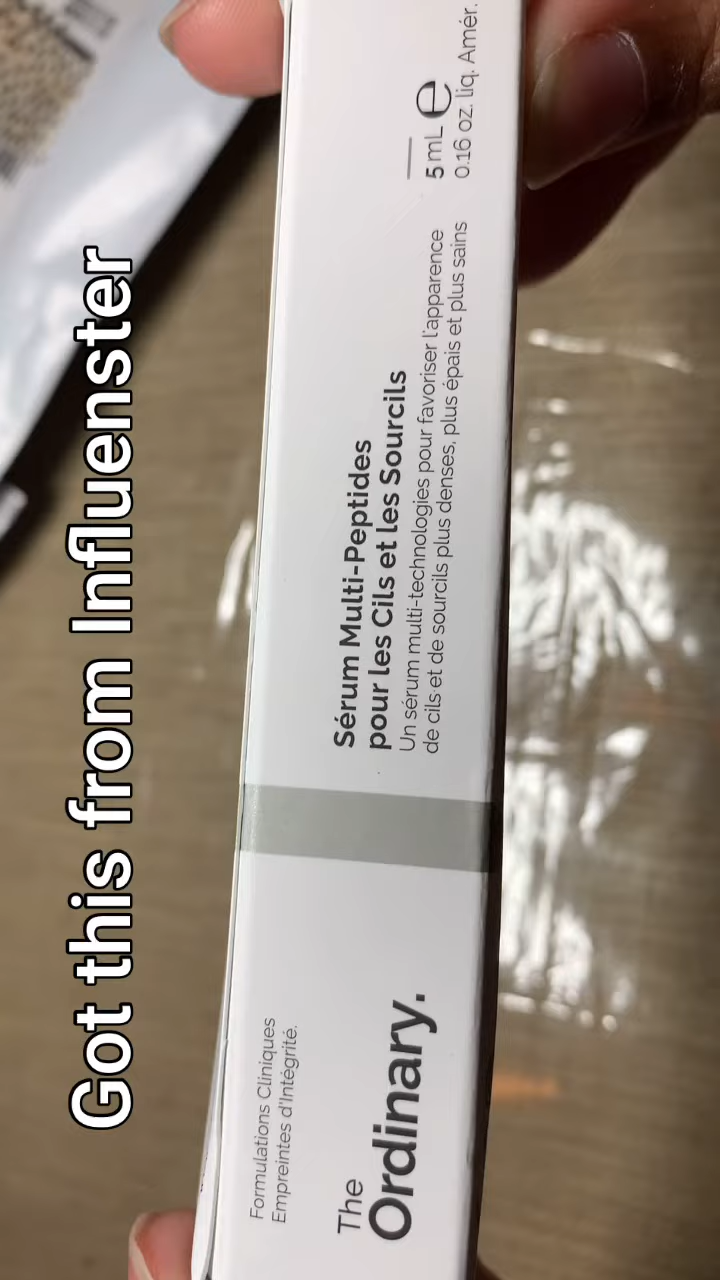 Got this from Influenster
Formulations Cliniques
Empreintes d'Intégrité.
The
Ordinary.
Sérum Multi-Peptides
pour les Cils et les Sourcils
Un sérum multi-technologies pour favoriser l'apparence
de cils et de sourcils plus denses, plus épais et plus sains
5 mL e
0.16 oz. liq. Amér.